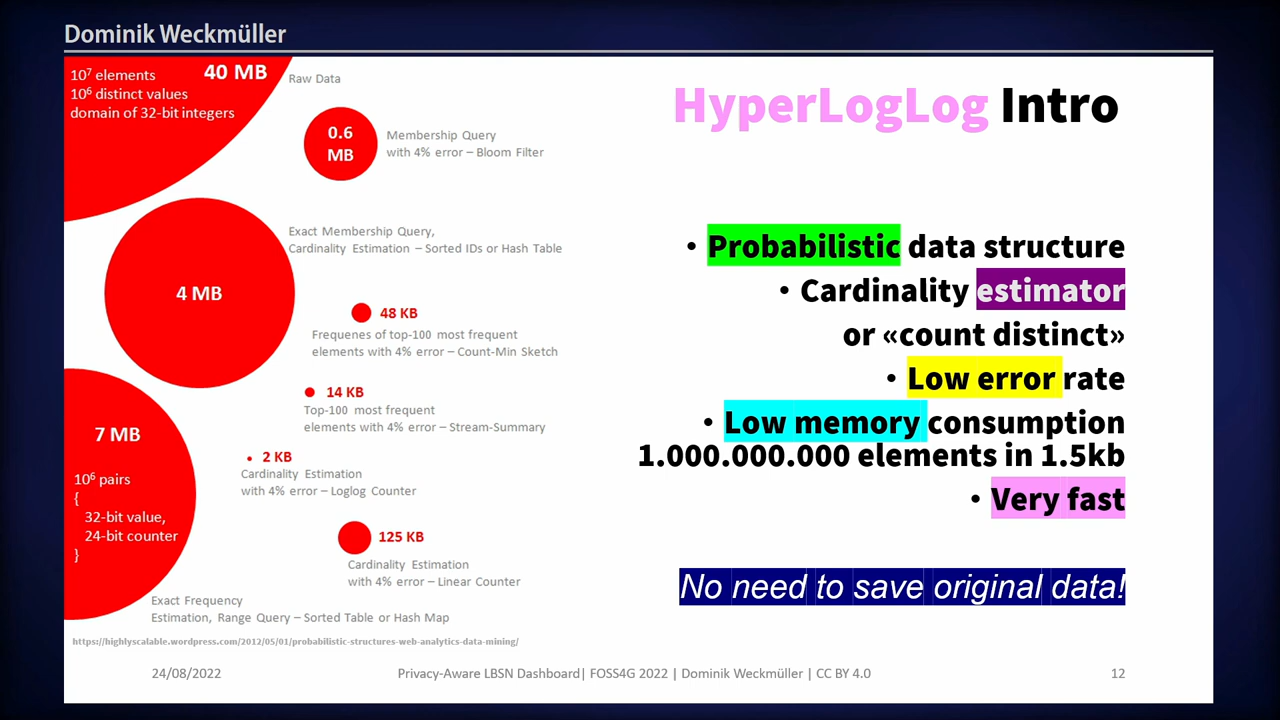 Dominik Weckmüller
10⁷ elements
40 MB
10⁶ distinct values
domain of 32-bit integers
Raw Data
0.6
MB
Membership Query
with 4% error – Bloom Filter
Exact Membership Query,
Cardinality Estimation – Sorted IDs or Hash Table
4 MB
48 KB
Frequenes of top-100 most frequent
elements with 4% error – Count-Min Sketch
14 KB
Top-100 most frequent
elements with 4% error – Stream-Summary
7 MB
10⁶ pairs
{
32-bit value,
24-bit counter
}
2 KB
Cardinality Estimation
with 4% error – Loglog Counter
125 KB
Cardinality Estimation
with 4% error – Linear Counter
Exact Frequency
Estimation, Range Query – Sorted Table or Hash Map
https://highlyscalable.wordpress.com/2012/05/01/probabilistic-structures-web-analytics-data-mining/
HyperLogLog Intro
• Probabilistic data structure
• Cardinality estimator
or «count distinct»
• Low error rate
• Low memory consumption
1.000.000.000 elements in 1.5kb
• Very fast
No need to save original data!
24/08/2022
Privacy-Aware LBSN Dashboard| FOSS4G 2022 | Dominik Weckmüller | CC BY 4.0
12